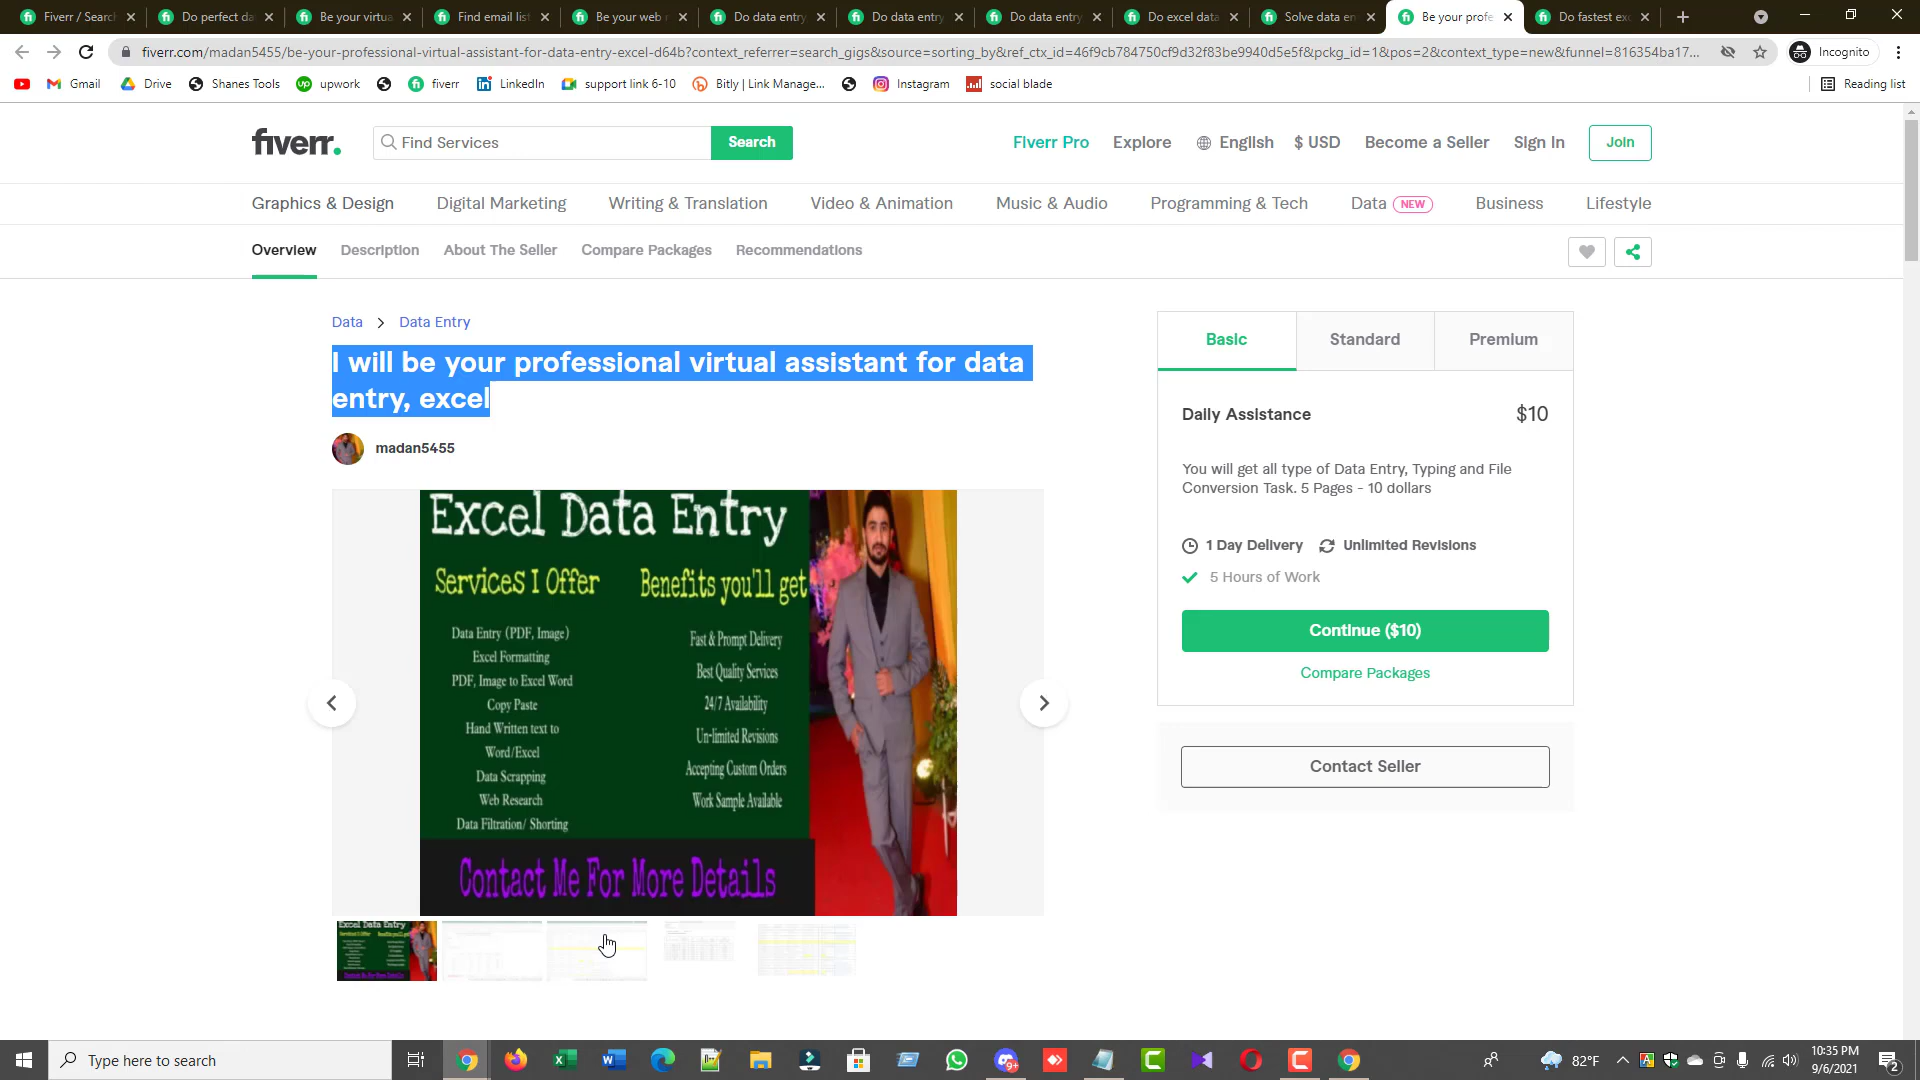 Fiverr / Searc
Do perfect da
Be your virtua
Find email list
Be your web r
Do data entry
Do data entry
Do data entry
Do excel data
Solve data en
Be your profe
Do fastest exc
fiverr.com/madan5455/be-your-professional-virtual-assistant-for-data-entry-excel-d64b?context_referrer=search_gigs&source=sorting_by&ref_ctx_id=46f9cb784750cf9d32f83be9940d5e5f&pckg_id=1&pos=2&context_type=new&funnel=816354ba17...
Incognito
Gmail
Drive
Shanes Tools
upwork
fiverr
LinkedIn
support link 6-10
Bitly | Link Manage...
Instagram
social blade
Reading list
fiverr.
Find Services
Search
Fiverr Pro
Explore
English
$ USD
Become a Seller
Sign In
Join
Graphics & Design
Digital Marketing
Writing & Translation
Video & Animation
Music & Audio
Programming & Tech
Data NEW
Business
Lifestyle
Overview
Description
About The Seller
Compare Packages
Recommendations
Data > Data Entry
I will be your professional virtual assistant for data
entry, excel
madan5455
Excel Data Entry
Services I Offer
Data Entry (PDF, Image)
Excel Formatting
PDF, Image to Excel Word
Copy Paste
Hand Written text to
Word/Excel
Data Scrapping
Web Research
Data Filtration/ Shorting
Benefits you'll get
Fast & Prompt Delivery
Best Quality Services
24/7 Availability
Un-limited Revisions
Accepting Custom Orders
Work Sample Available
Contact Me For More Details
Basic
Standard
Premium
Daily Assistance
$10
You will get all type of Data Entry, Typing and File
Conversion Task. 5 Pages - 10 dollars
1 Day Delivery
Unlimited Revisions
5 Hours of Work
Continue ($10)
Compare Packages
Contact Seller
Type here to search
9+
82°F
10:35 PM
9/6/2021
2